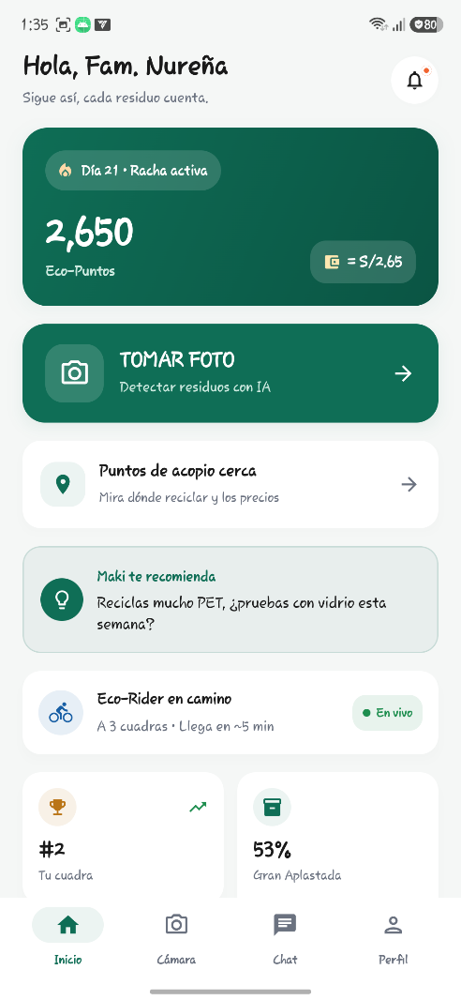 1:35
80
Hola, Fam. Nureña
Sigue así, cada residuo cuenta.
Día 21 • Racha activa
2,650
Eco-Puntos
= S/2.65
TOMAR FOTO
Detectar residuos con IA
Puntos de acopio cerca
Mira dónde reciclar y los precios
Maki te recomienda
Reciclas mucho PET, ¿pruebas con vidrio esta
semana?
Eco-Rider en camino
A 3 cuadras • Llega en ~5 min
En vivo
#2
Tu cuadra
53%
Gran Aplastada
Inicio
Cámara
Chat
Perfil